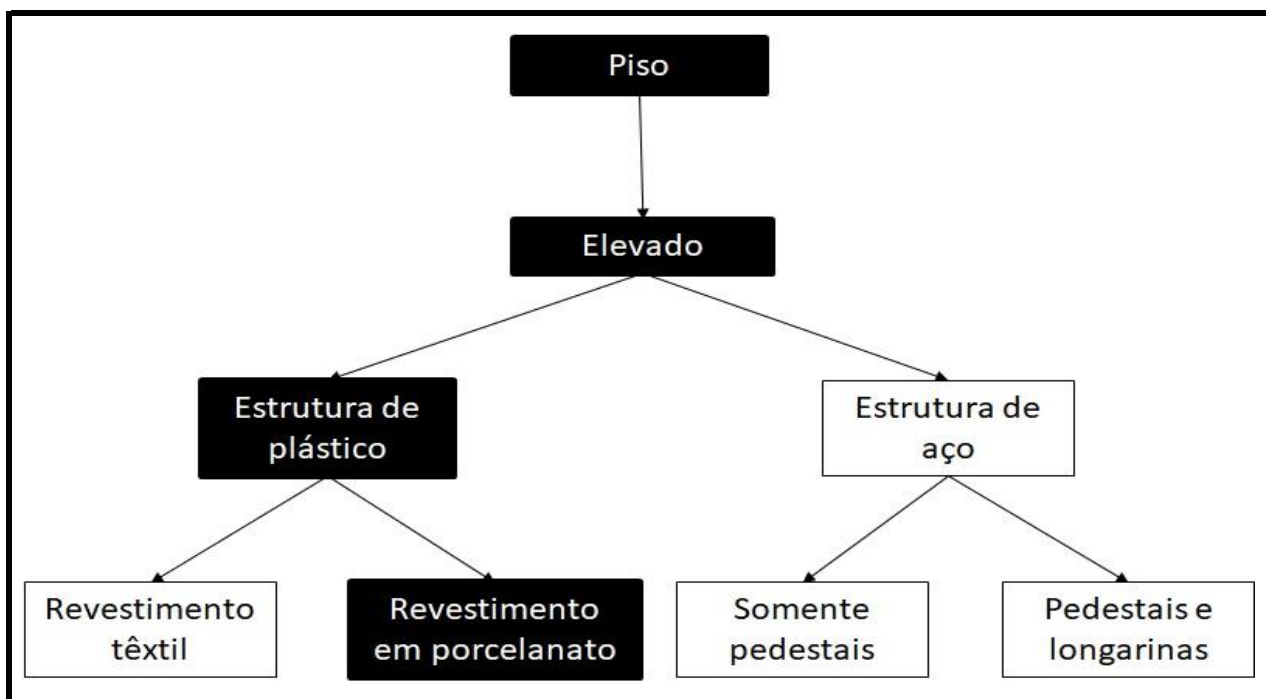 Piso
Elevado
Estrutura de
plástico
Estrutura de
aço
Revestimento
têxtil
Revestimento
em porcelanato
Somente
pedestais
Pedestais e
longarinas